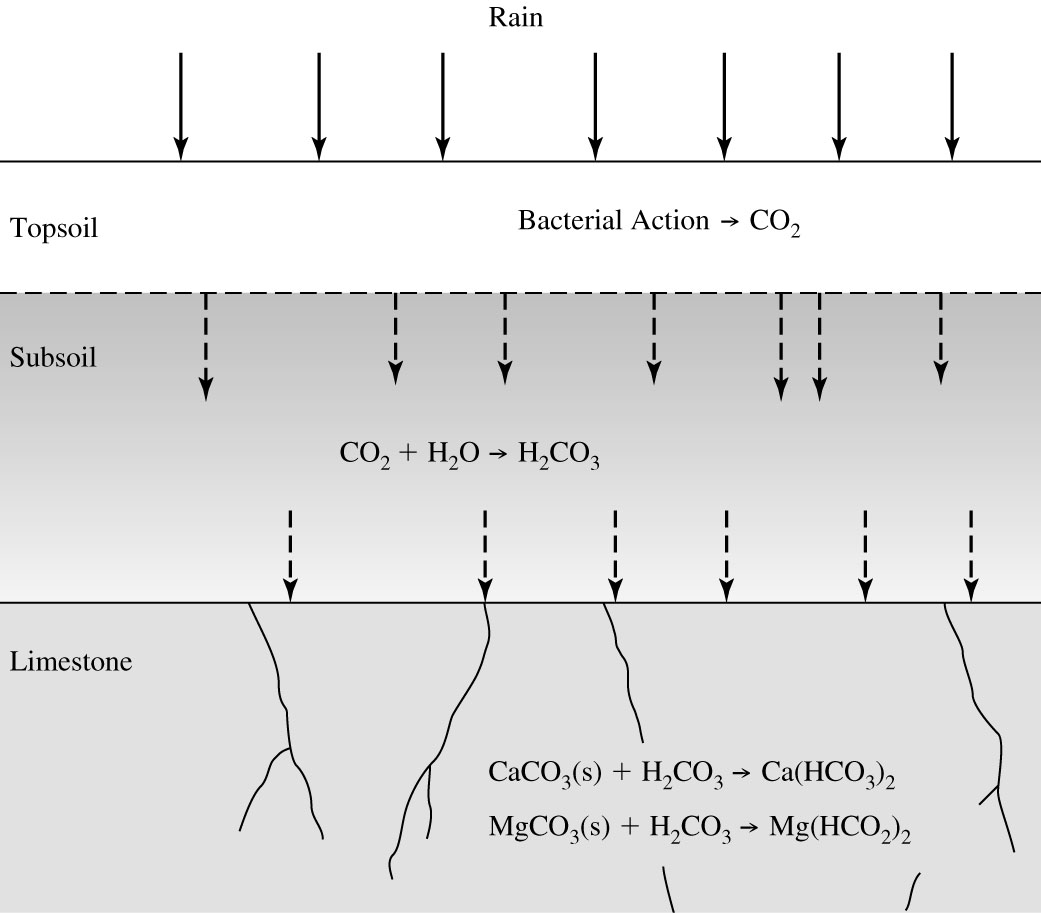 Rain
Topsoil
Bacterial Action → CO₂
Subsoil
CO₂ + H₂O → H₂CO₃
Limestone
CaCO₃(s) + H₂CO₃ → Ca(HCO₃)₂
MgCO₃(s) + H₂CO₃ → Mg(HCO₂)₂